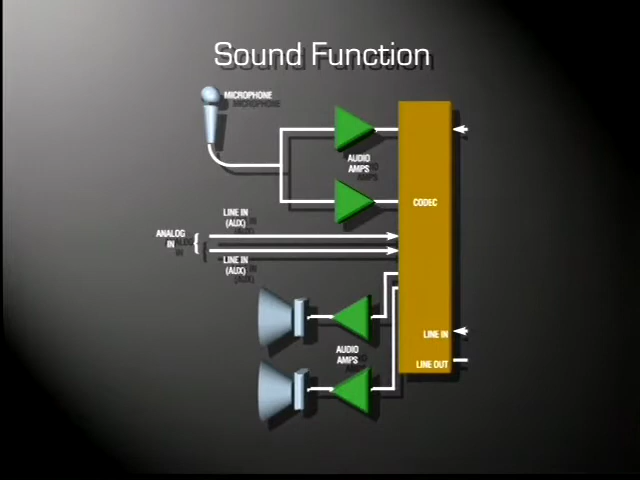 Sound Function
MICROPHONE
AUDIO
AMPS
CODEC
LINE IN
(AUX)
ANALOG
IN
LINE IN
(AUX)
LINE IN
AUDIO
AMPS
LINE OUT